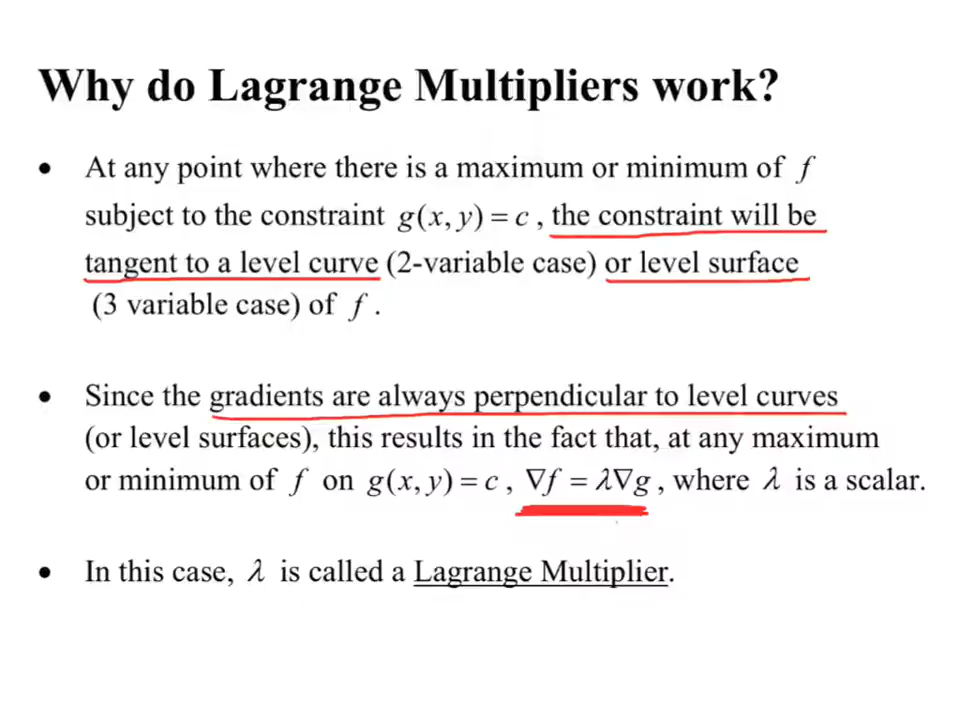 Why do Lagrange Multipliers work?
• At any point where there is a maximum or minimum of f
subject to the constraint g(x, y) = c , the constraint will be
tangent to a level curve (2-variable case) or level surface
(3 variable case) of f .
• Since the gradients are always perpendicular to level curves
(or level surfaces), this results in the fact that, at any maximum
or minimum of f on g(x, y) = c , ∇f = λ∇g , where λ is a scalar.
• In this case, λ is called a Lagrange Multiplier.